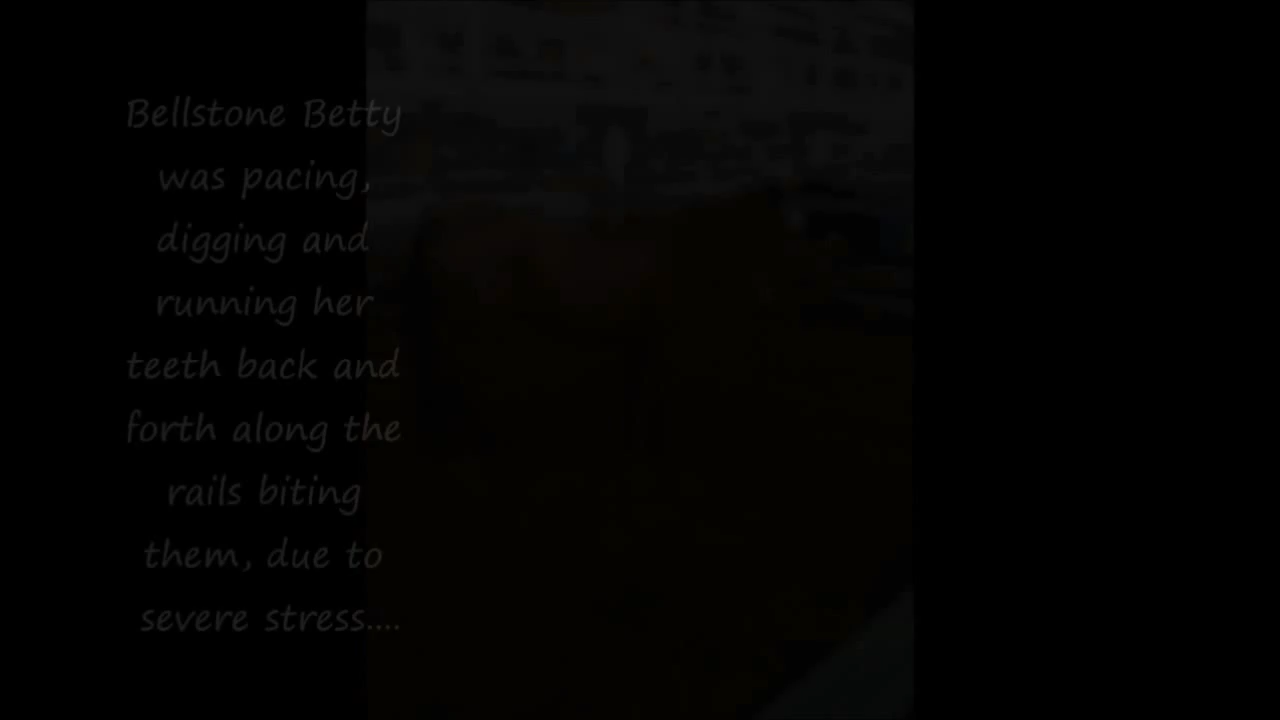 Bellstone Betty
was pacing,
digging and
running her
teeth back and
forth along the
rails biting
them, due to
severe stress....